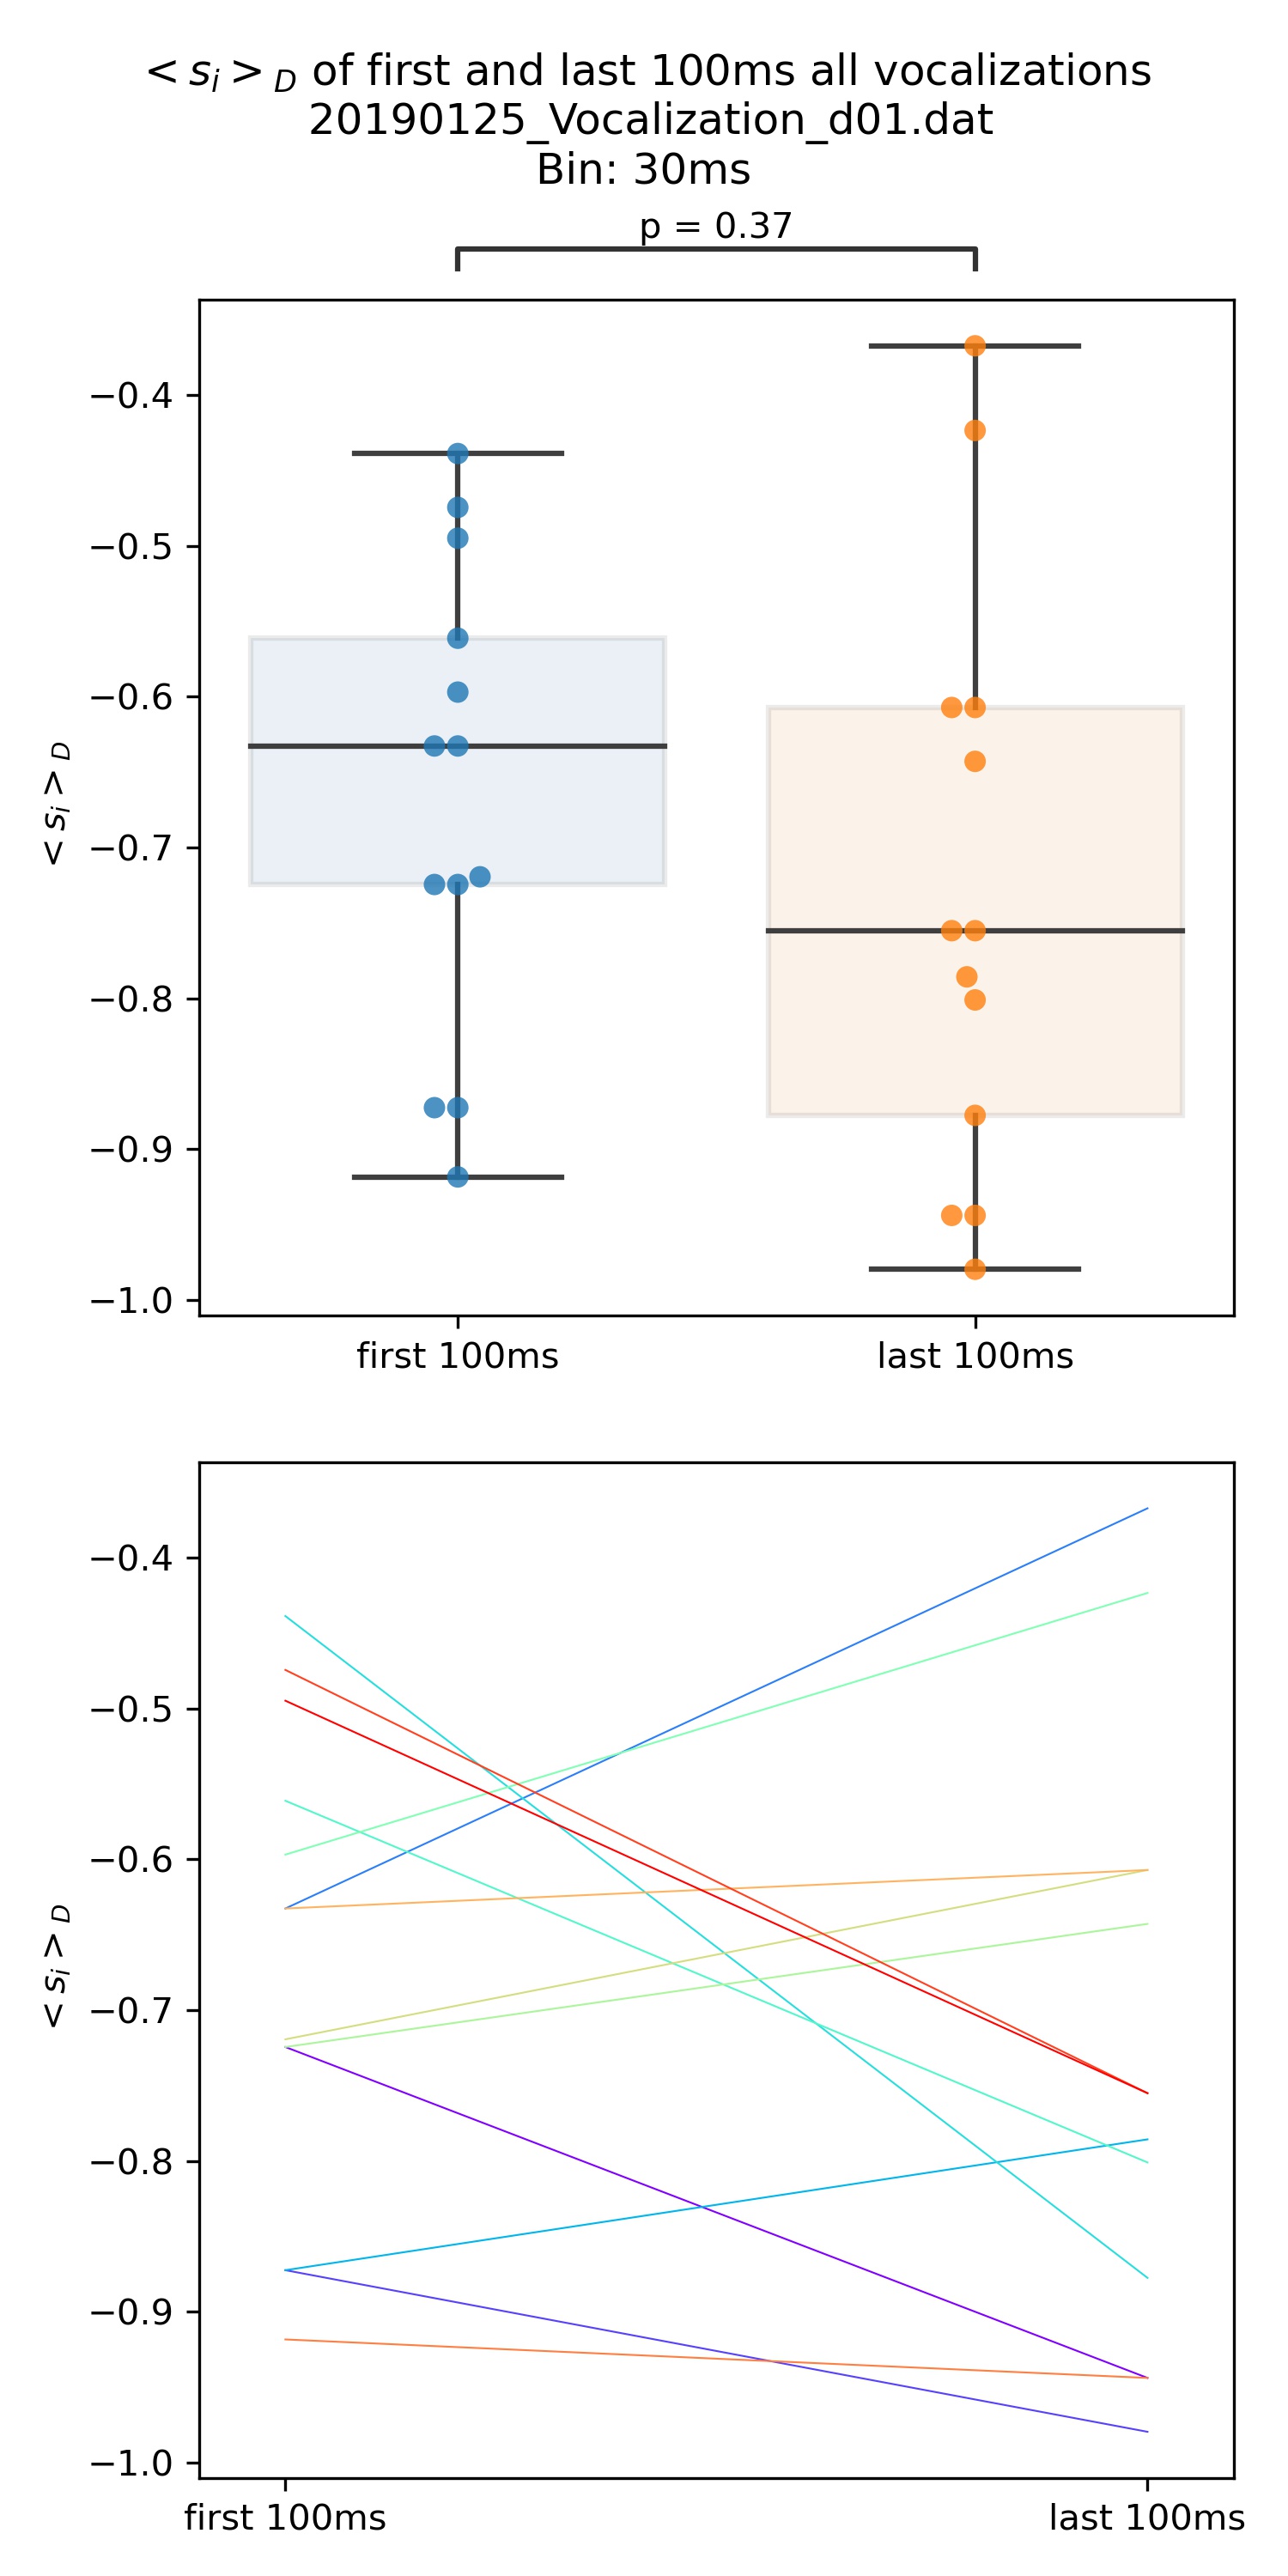 < s_i >_D of first and last 100ms all vocalizations
20190125_Vocalization_d01.dat
Bin: 30ms
p = 0.37
−0.4
−0.5
−0.6
−0.7
−0.8
−0.9
−1.0
< s_i >_D
first 100ms last 100ms
−0.4
−0.5
−0.6
−0.7
−0.8
−0.9
−1.0
< s_i >_D
first 100ms last 100ms